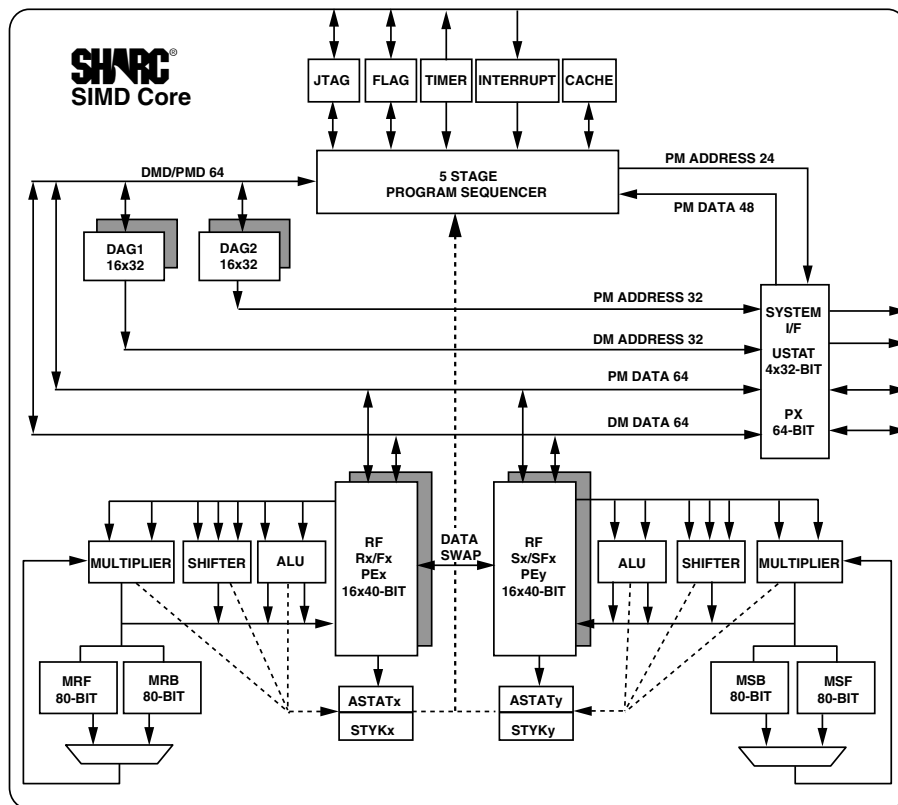 SHARC®
SIMD Core
JTAG
FLAG
TIMER
INTERRUPT
CACHE
5 STAGE
PROGRAM SEQUENCER
PM ADDRESS 24
PM DATA 48
DMD/PMD 64
DAG1
16x32
DAG2
16x32
PM ADDRESS 32
DM ADDRESS 32
PM DATA 64
DM DATA 64
SYSTEM
I/F
USTAT
4x32-BIT
PX
64-BIT
MULTIPLIER
SHIFTER
ALU
RF
Rx/Fx
PEx
16x40-BIT
DATA
SWAP
RF
Sx/SFx
PEy
16x40-BIT
ALU
SHIFTER
MULTIPLIER
MRF
80-BIT
MRB
80-BIT
ASTATx
STYKx
ASTATy
STYKy
MSB
80-BIT
MSF
80-BIT